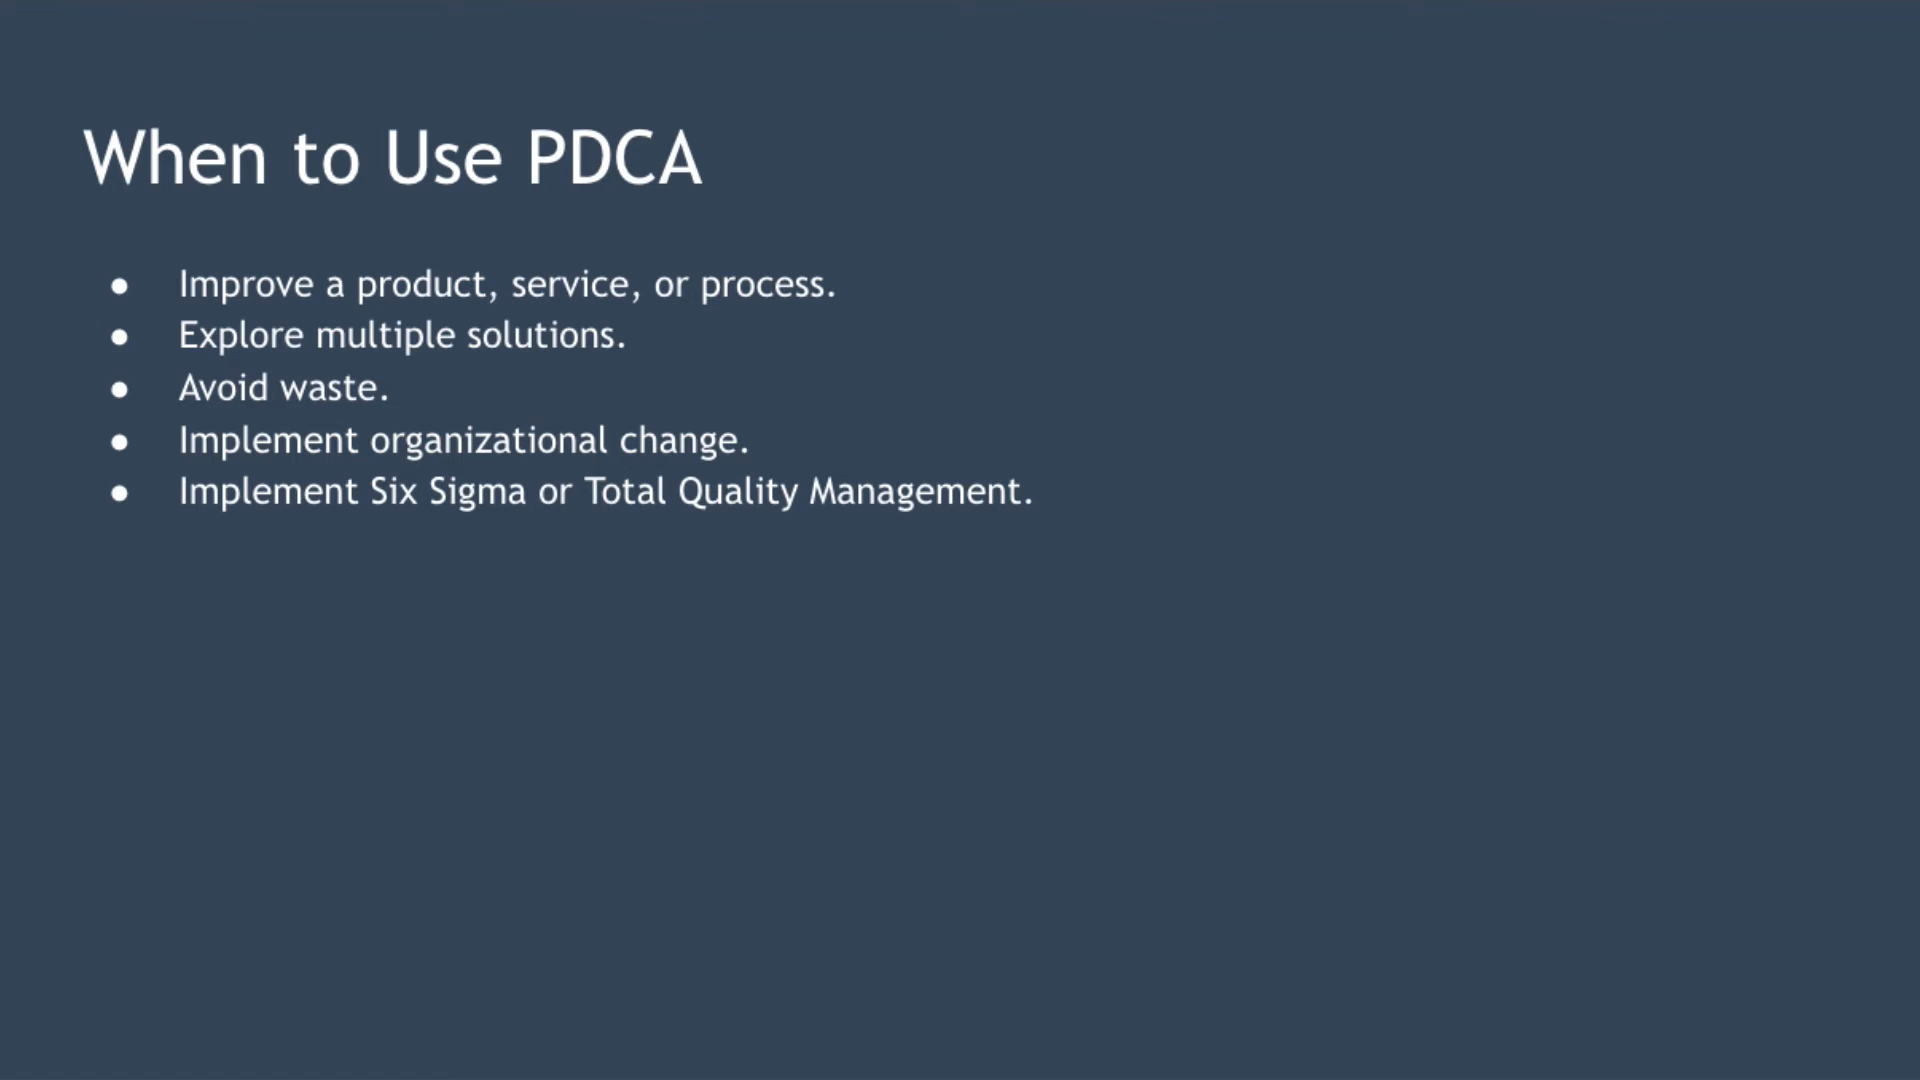 When to Use PDCA
● Improve a product, service, or process.
● Explore multiple solutions.
● Avoid waste.
● Implement organizational change.
● Implement Six Sigma or Total Quality Management.